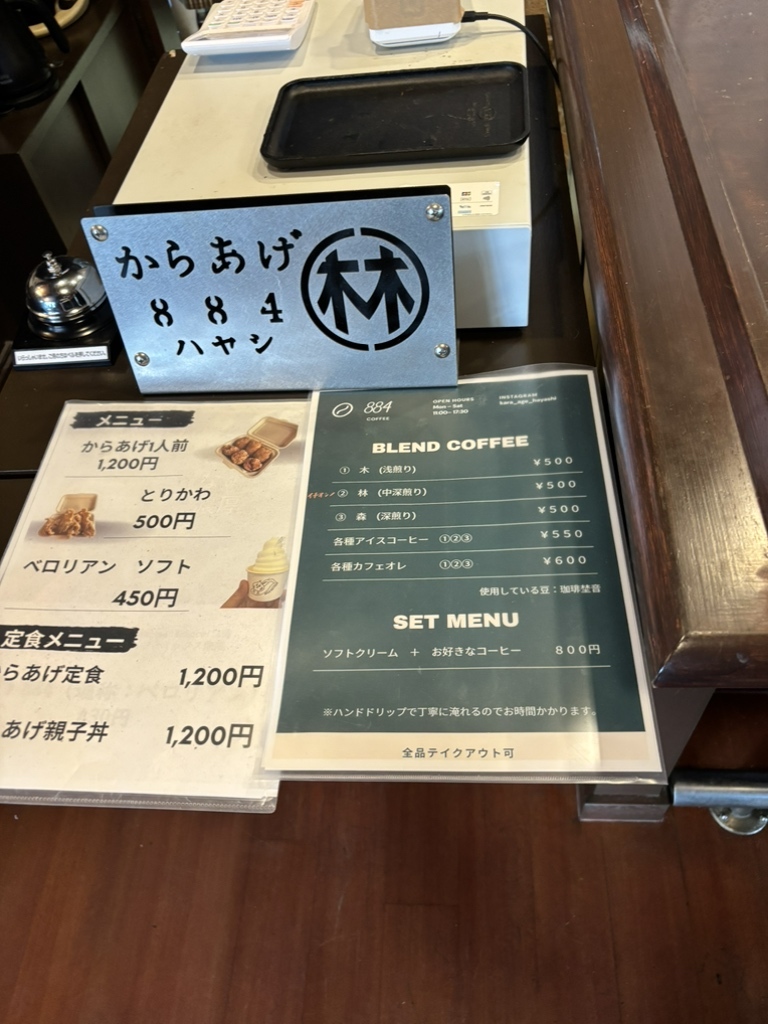 からあげ
884
ハヤシ
林
メニュー
からあげ1人前
1,200円
とりかわ
500円
ベロリアン ソフト
450円
定食メニュー
らあげ定食
1,200円
あげ親子丼
1,200円
884
COFFEE
OPEN HOURS
Mon - Sat
11:00- 17:30
INSTAGRAM
kara_age_hayashi
BLEND COFFEE
① 木 (浅煎り) ¥500
② 林 (中深煎り) ¥500
③ 森 (深煎り) ¥500
各種アイスコーヒー ①②③ ¥550
各種カフェオレ ①②③ ¥600
使用している豆：珈琲埜音
SET MENU
ソフトクリーム ＋ お好きなコーヒー 800円
※ハンドドリップで丁寧に淹れるのでお時間かかります。
全品テイクアウト可